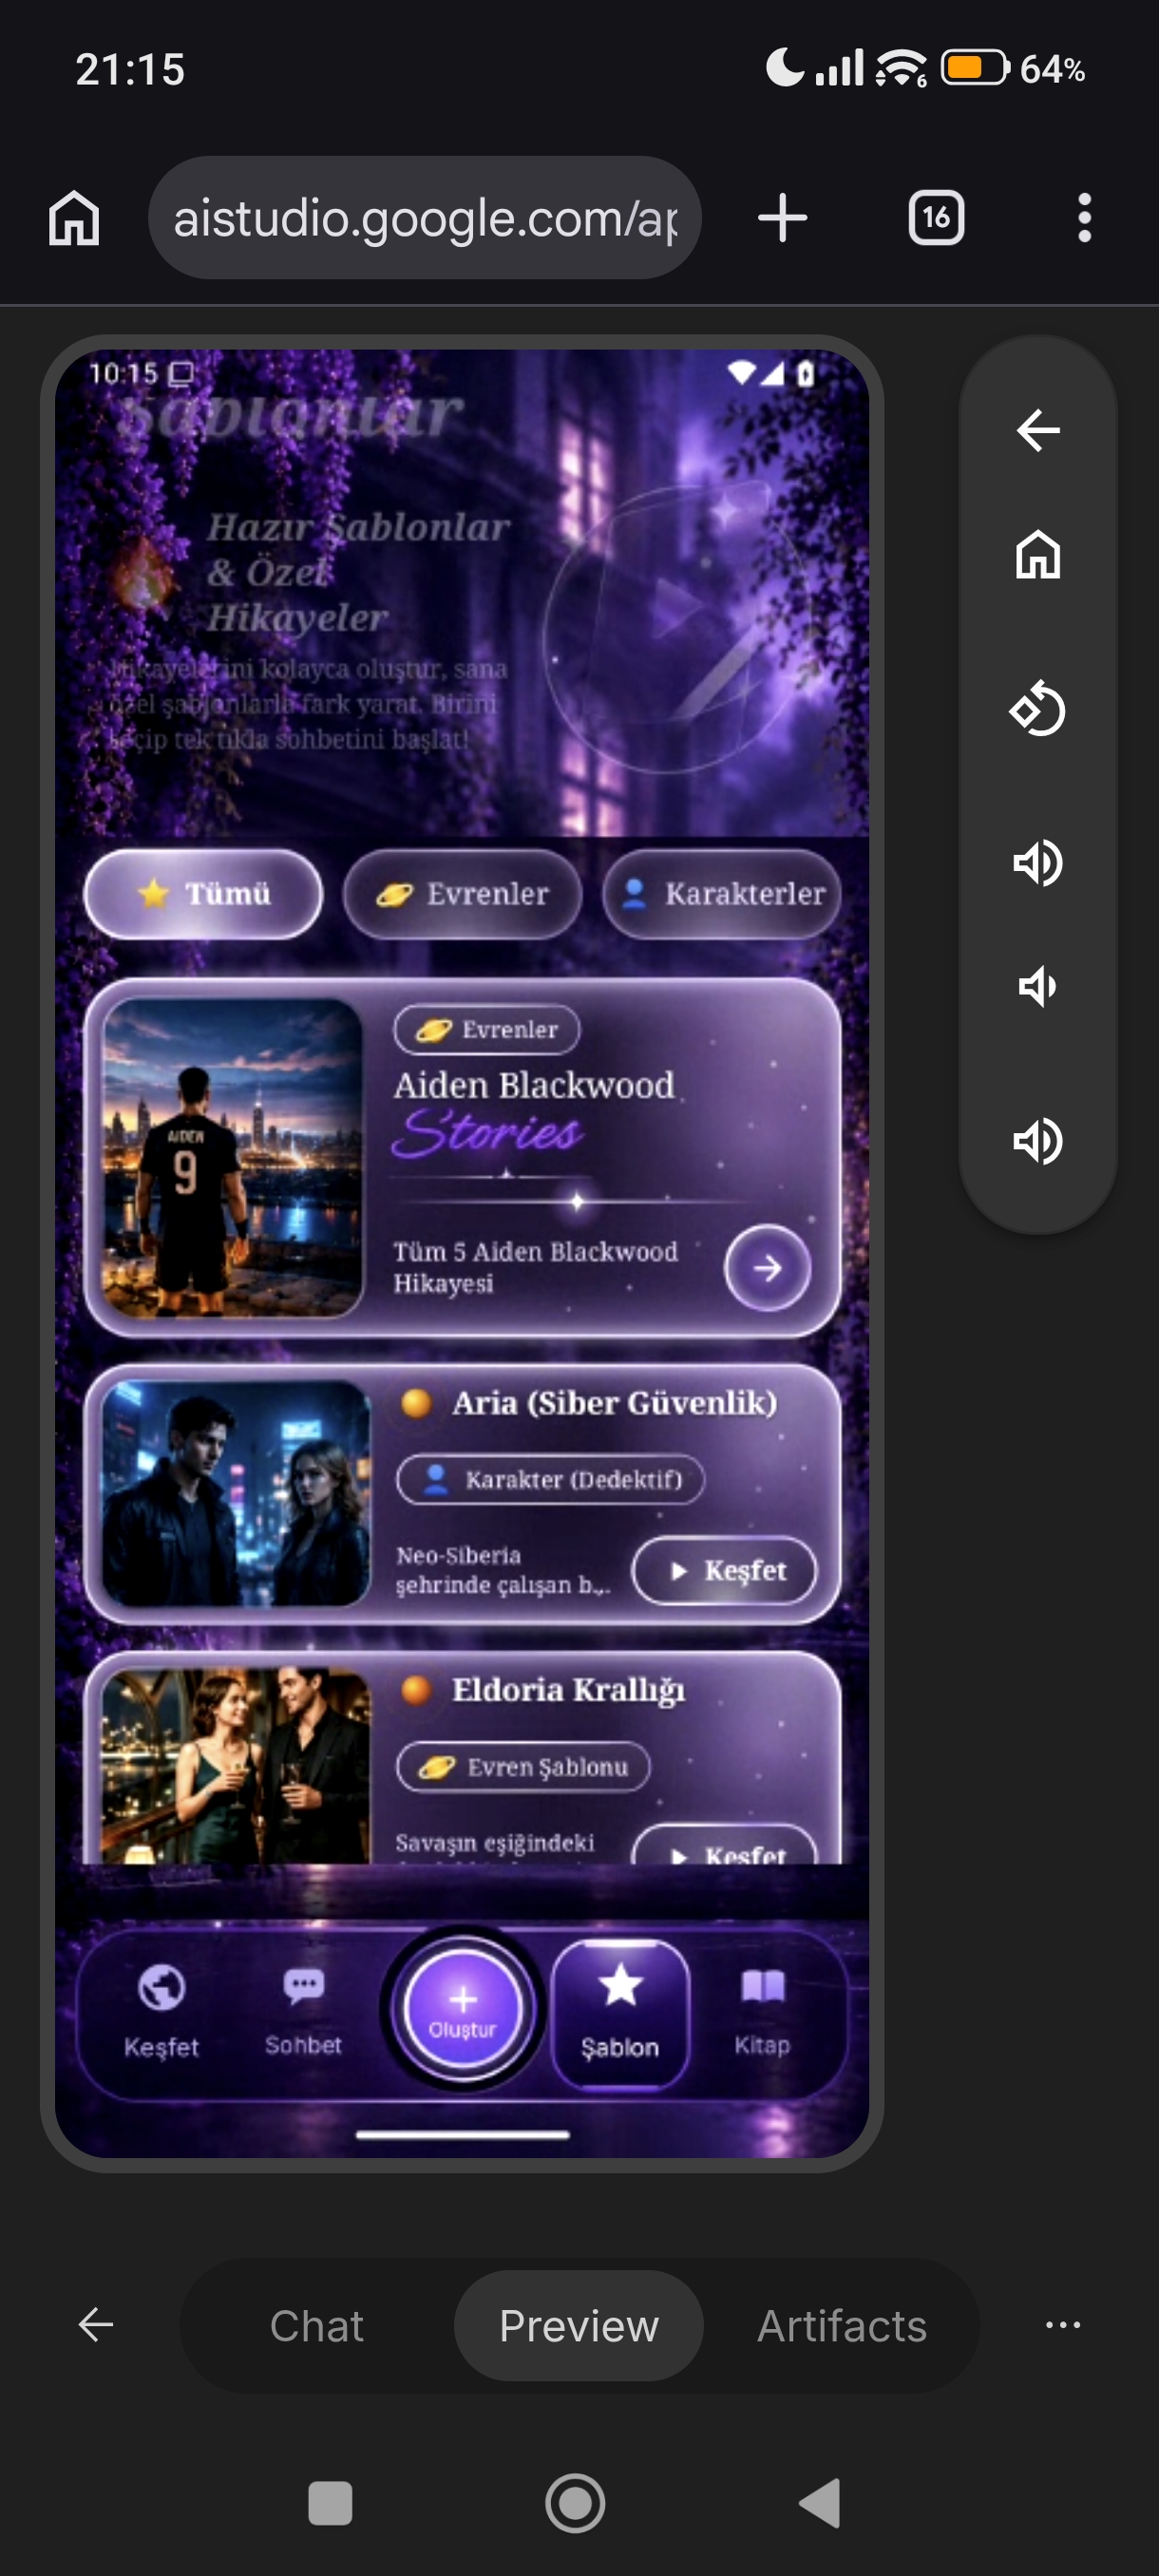 21:15
64%
aistudio.google.com/ap
16
10:15
Şablonlar
Hazır Şablonlar
& Özel
Hikayeler
Hikayelerini kolayca oluştur, sana
özel şablonlarla fark yarat. Birini
seçip tek tıkla sohbetini başlat!
Tümü
Evrenler
Karakterler
Evrenler
Aiden Blackwood
Stories
AIDEN
9
Tüm 5 Aiden Blackwood
Hikayesi
Aria (Siber Güvenlik)
Karakter (Dedektif)
Neo-Siberia
şehrinde çalışan b...
Keşfet
Eldoria Krallığı
Evren Şablonu
Savaşın eşiğindeki
Keşfet
Keşfet
Sohbet
Oluştur
Şablon
Kitap
Chat
Preview
Artifacts